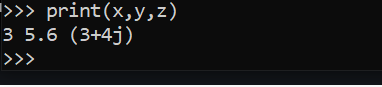 >>> print(x,y,z)
3 5.6 (3+4j)
>>>